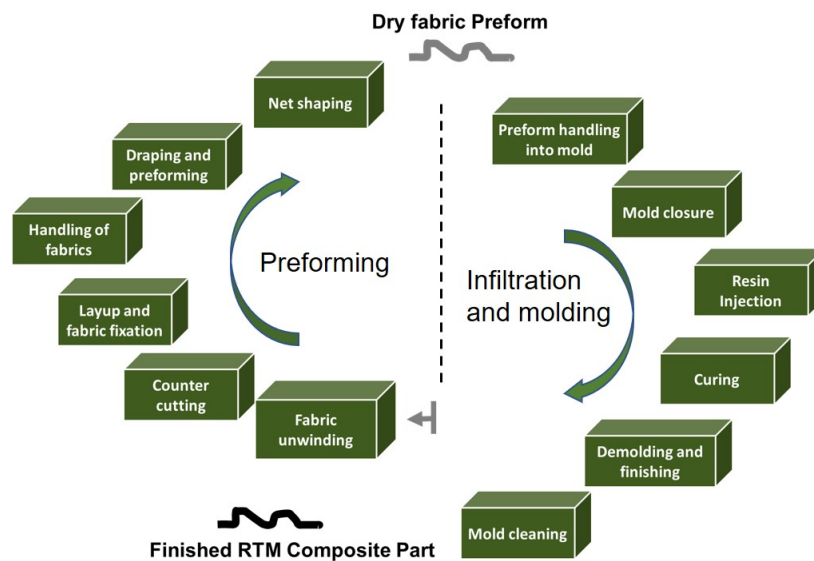 Dry fabric Preform
Net shaping
Draping and
preforming
Handling of
fabrics
Layup and
fabric fixation
Counter
cutting
Fabric
unwinding
Preforming
Preform handling
into mold
Mold closure
Resin
Injection
Curing
Demolding and
finishing
Mold cleaning
Infiltration
and molding
Finished RTM Composite Part